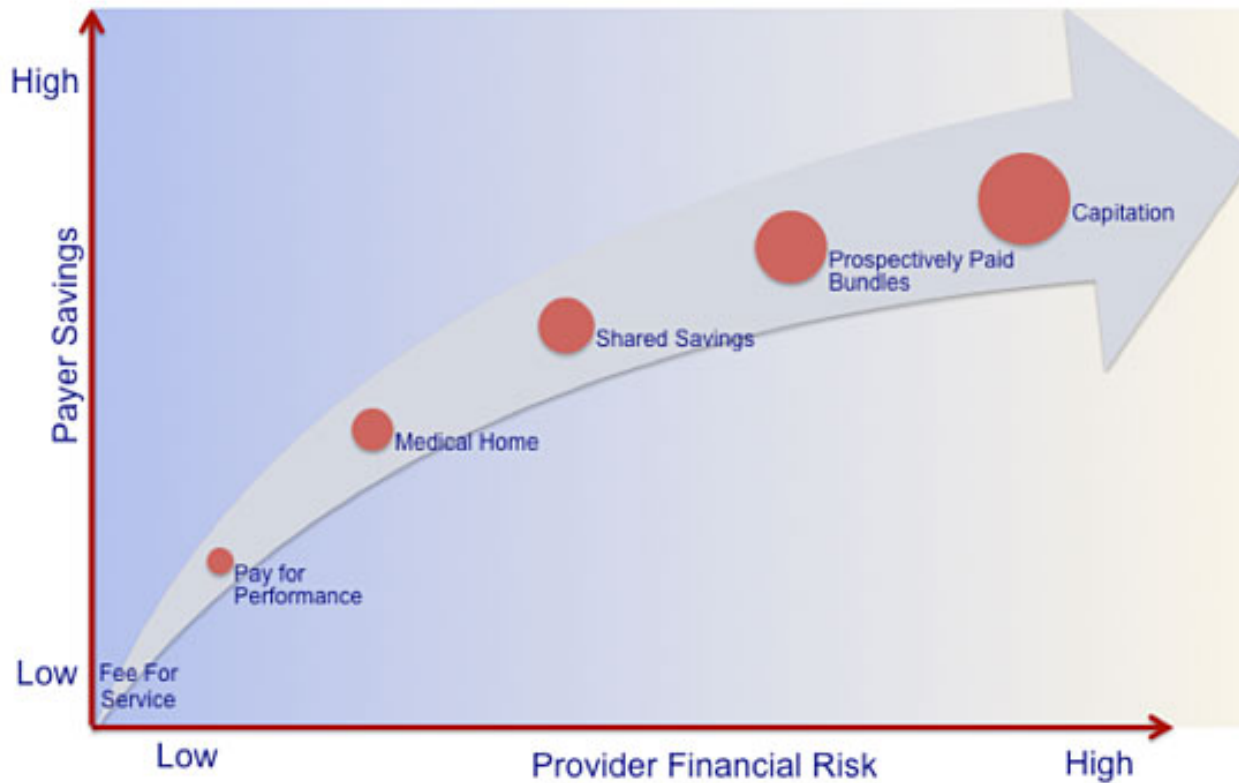 High
Payer Savings
Low
Capitation
Prospectively Paid
Bundles
Shared Savings
Medical Home
Pay for
Performance
Fee For
Service
Low
Provider Financial Risk
High